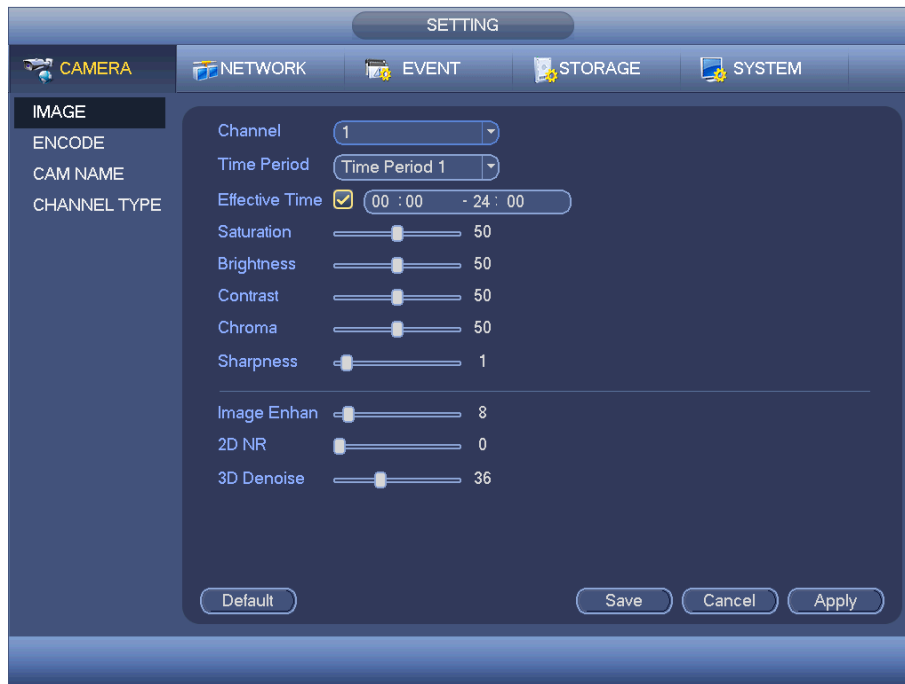 SETTING
CAMERA NETWORK EVENT STORAGE SYSTEM
IMAGE
ENCODE
CAM NAME
CHANNEL TYPE
Channel 1
Time Period Time Period 1
Effective Time 00 : 00 - 24 : 00
Saturation 50
Brightness 50
Contrast 50
Chroma 50
Sharpness 1
Image Enhan 8
2D NR 0
3D Denoise 36
Default Save Cancel Apply